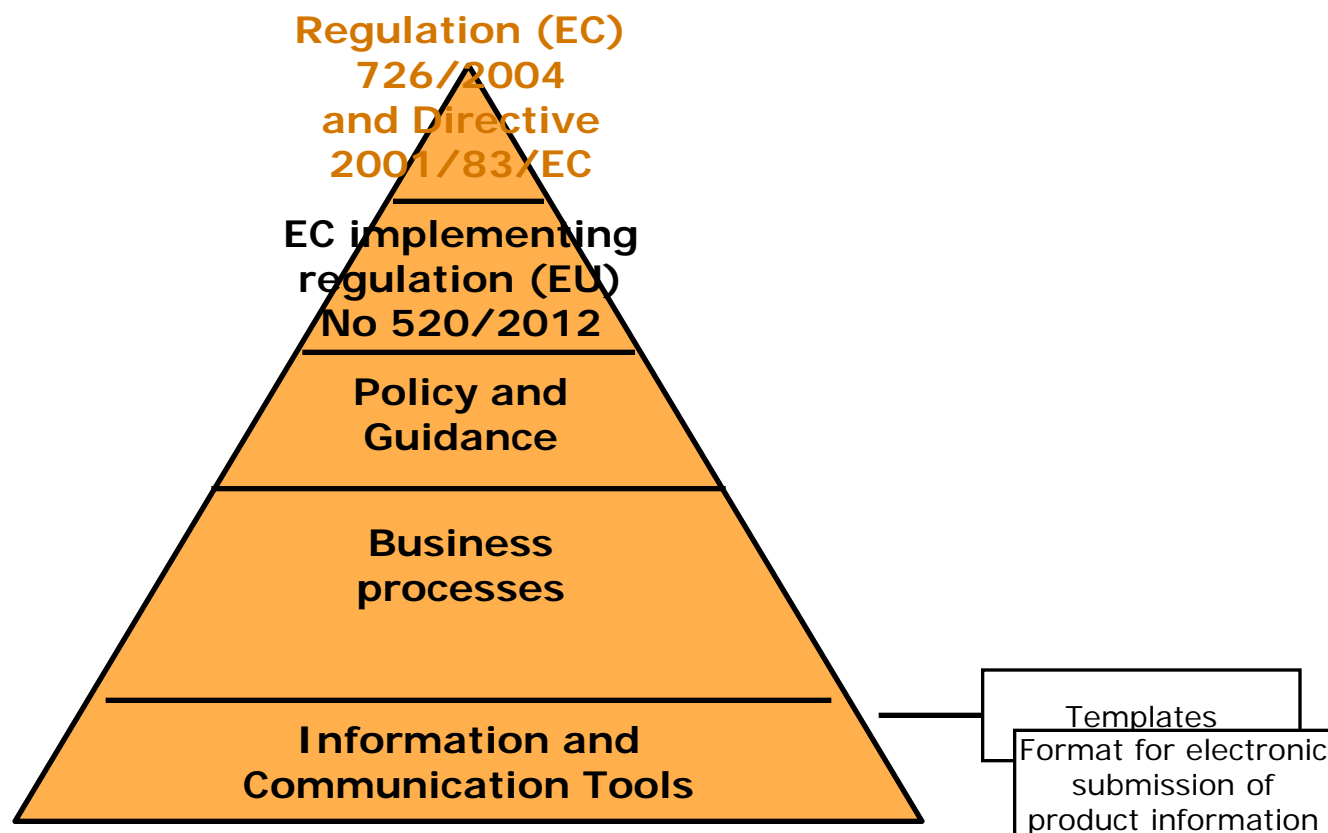 Regulation (EC)
726/2004
and Directive
2001/83/EC
EC implementing
regulation (EU)
No 520/2012
Policy and
Guidance
Business
processes
Information and
Communication Tools
Templates
Format for electronic
submission of
product information